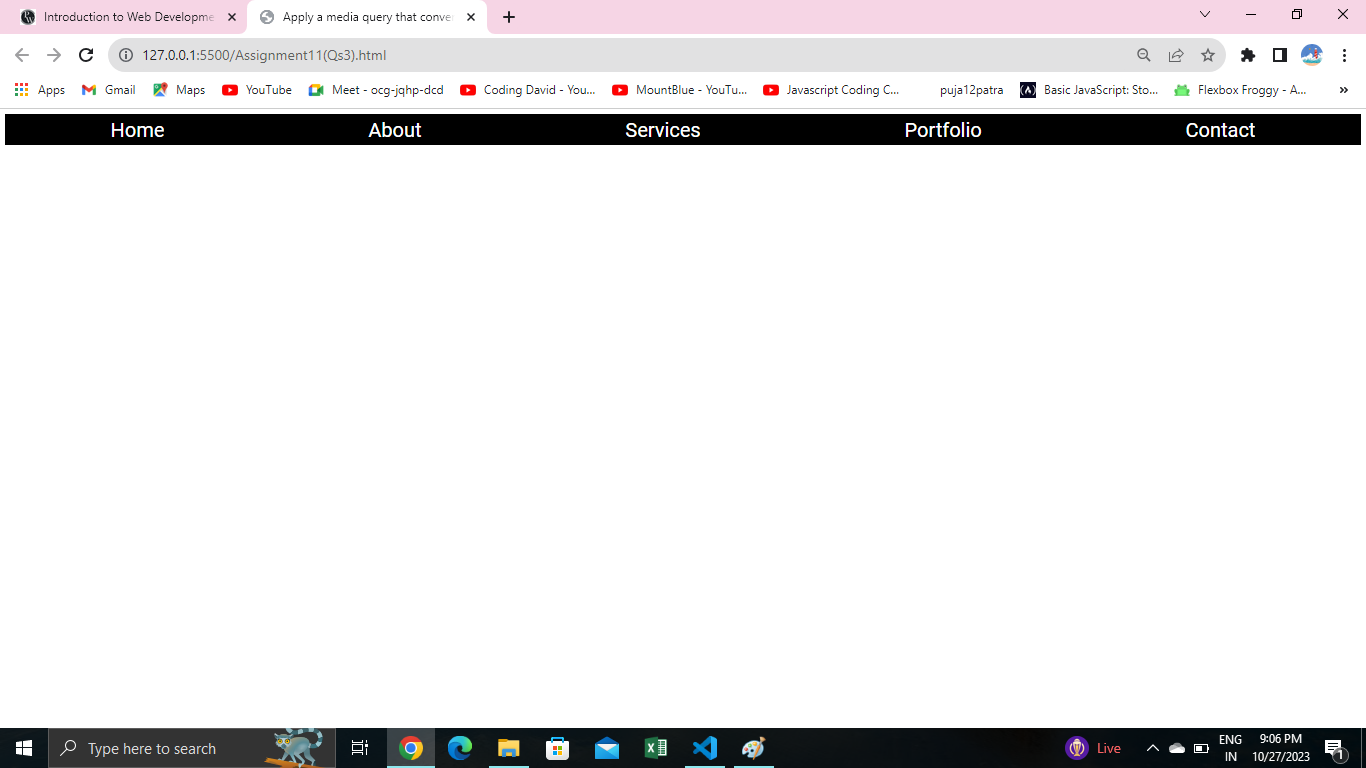 Introduction to Web Developme
Apply a media query that conve
127.0.0.1:5500/Assignment11(Qs3).html
Apps Gmail Maps YouTube Meet - ocg-jqhp-dcd Coding David - You... MountBlue - YouTu... Javascript Coding C... puja12patra (A) Basic JavaScript: Sto... Flexbox Froggy - A... »
Home About Services Portfolio Contact
Type here to search
Live
ENG
IN
9:06 PM
10/27/2023
1